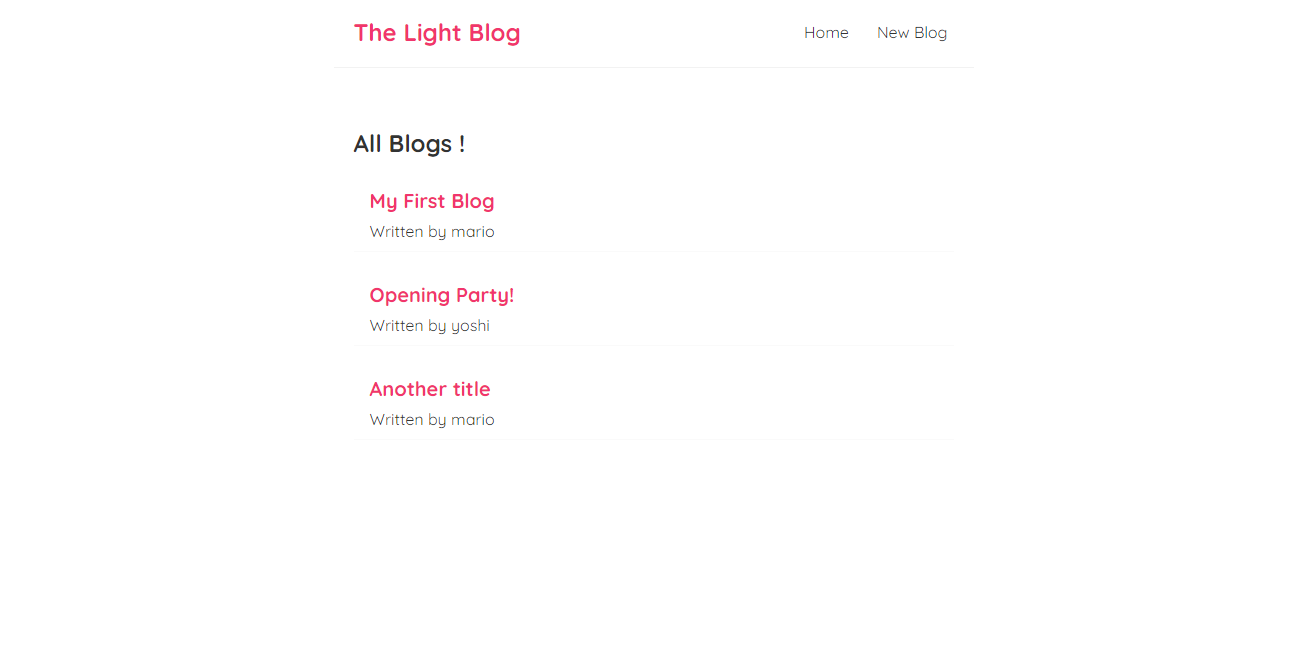 The Light Blog
Home
New Blog
All Blogs !
My First Blog
Written by mario
Opening Party!
Written by yoshi
Another title
Written by mario